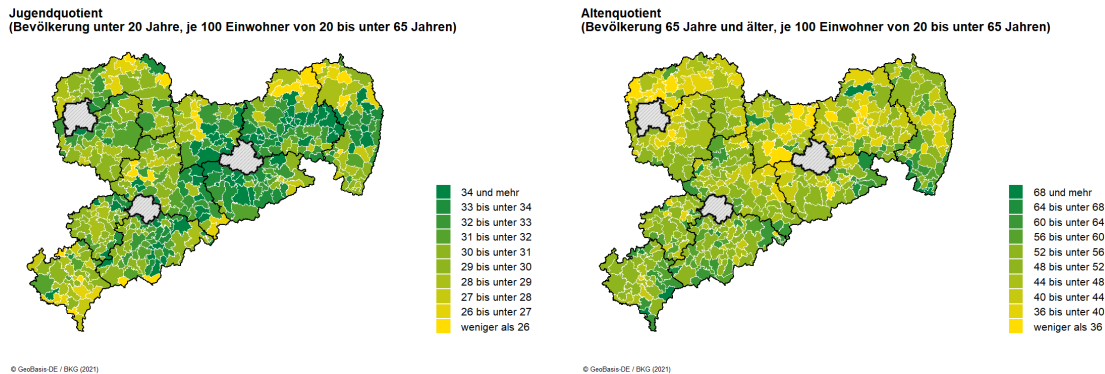 Jugendquotient
(Bevölkerung unter 20 Jahre, je 100 Einwohner von 20 bis unter 65 Jahren)
34 und mehr
33 bis unter 34
32 bis unter 33
31 bis unter 32
30 bis unter 31
29 bis unter 30
28 bis unter 29
27 bis unter 28
26 bis unter 27
weniger als 26
© GeoBasis-DE / BKG (2021)
Altenquotient
(Bevölkerung 65 Jahre und älter, je 100 Einwohner von 20 bis unter 65 Jahren)
68 und mehr
64 bis unter 68
60 bis unter 64
56 bis unter 60
52 bis unter 56
48 bis unter 52
44 bis unter 48
40 bis unter 44
36 bis unter 40
weniger als 36
© GeoBasis-DE / BKG (2021)